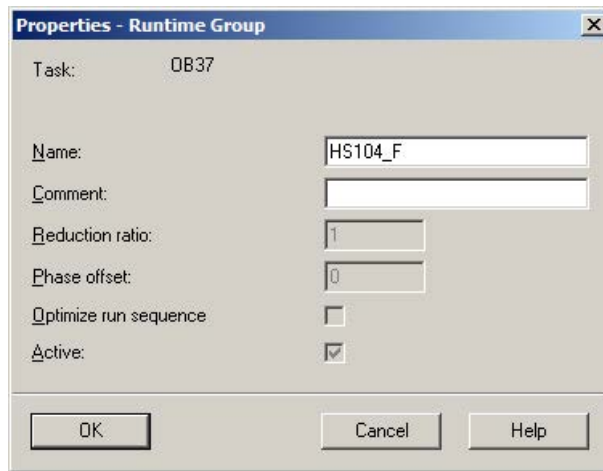 Properties - Runtime Group
Task: OB37
Name: HS104_F
Comment:
Reduction ratio: 1
Phase offset: 0
Optimize run sequence
Active:
OK Cancel Help